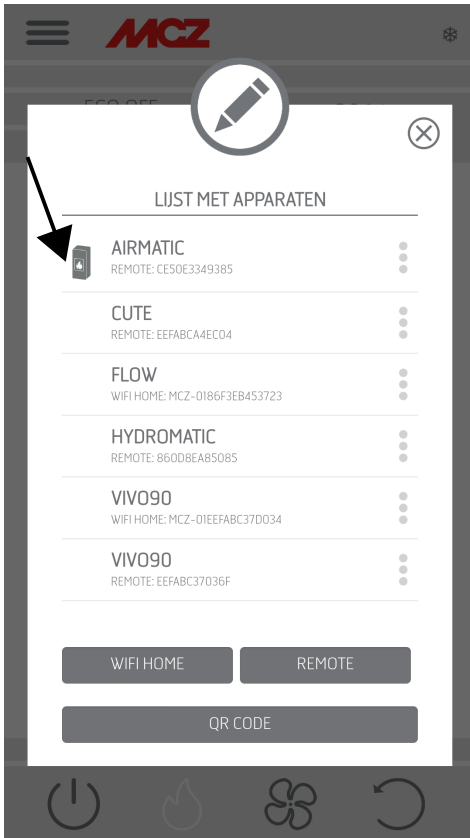 MCZ
LIJST MET APPARATEN
AIRMATIC
REMOTE: CE50E3349385
CUTE
REMOTE: EEFABCA4EC04
FLOW
WIFI HOME: MCZ-0186F3EB453723
HYDROMATIC
REMOTE: 860D8EA85085
VIVO90
WIFI HOME: MCZ-01EEFABC37D034
VIVO90
REMOTE: EEFABC37036F
WIFI HOME
REMOTE
QR CODE